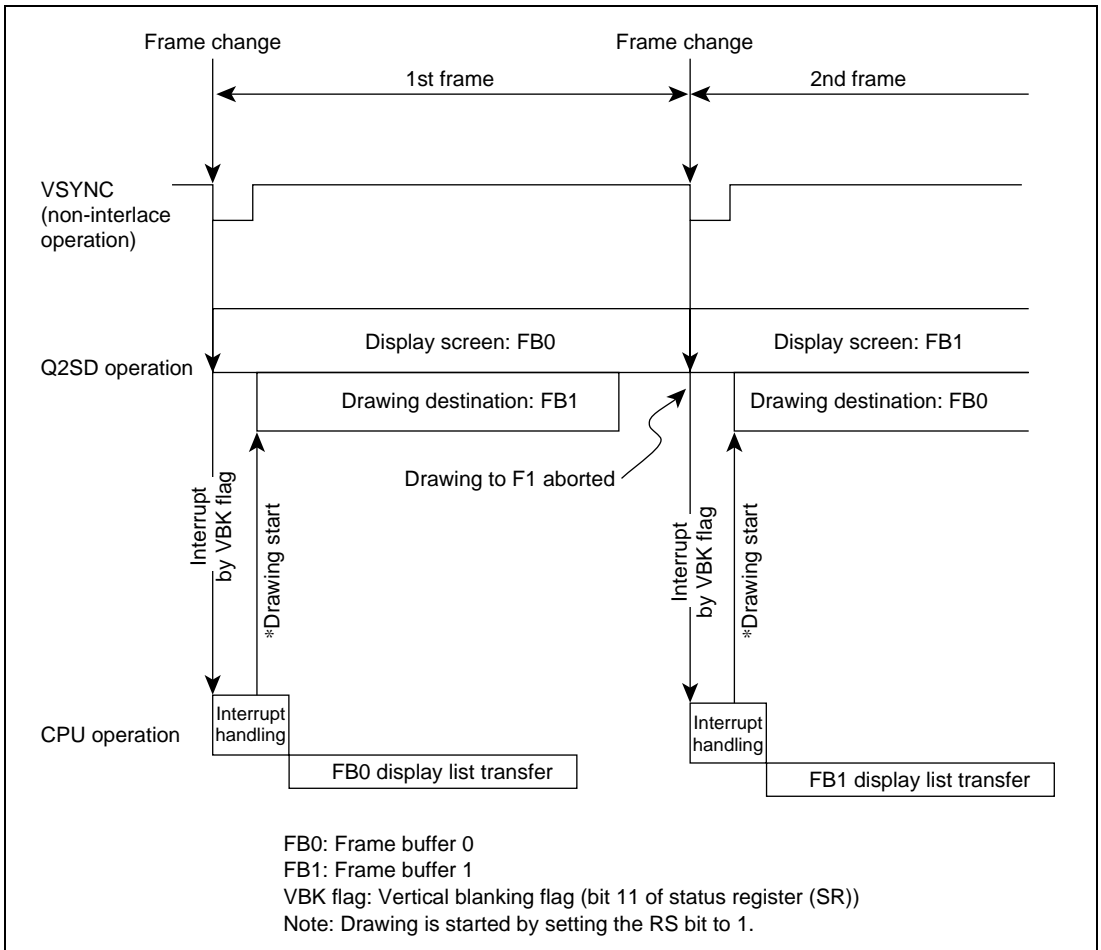 Frame change
Frame change
1st frame
2nd frame
VSYNC
(non-interlace
operation)
Display screen: FB0
Display screen: FB1
Q2SD operation
Drawing destination: FB1
Drawing destination: FB0
Drawing to F1 aborted
Interrupt
by VBK flag
*Drawing start
Interrupt
by VBK flag
*Drawing start
Interrupt
handling
Interrupt
handling
CPU operation
FB0 display list transfer
FB1 display list transfer
FB0: Frame buffer 0
FB1: Frame buffer 1
VBK flag: Vertical blanking flag (bit 11 of status register (SR))
Note: Drawing is started by setting the RS bit to 1.